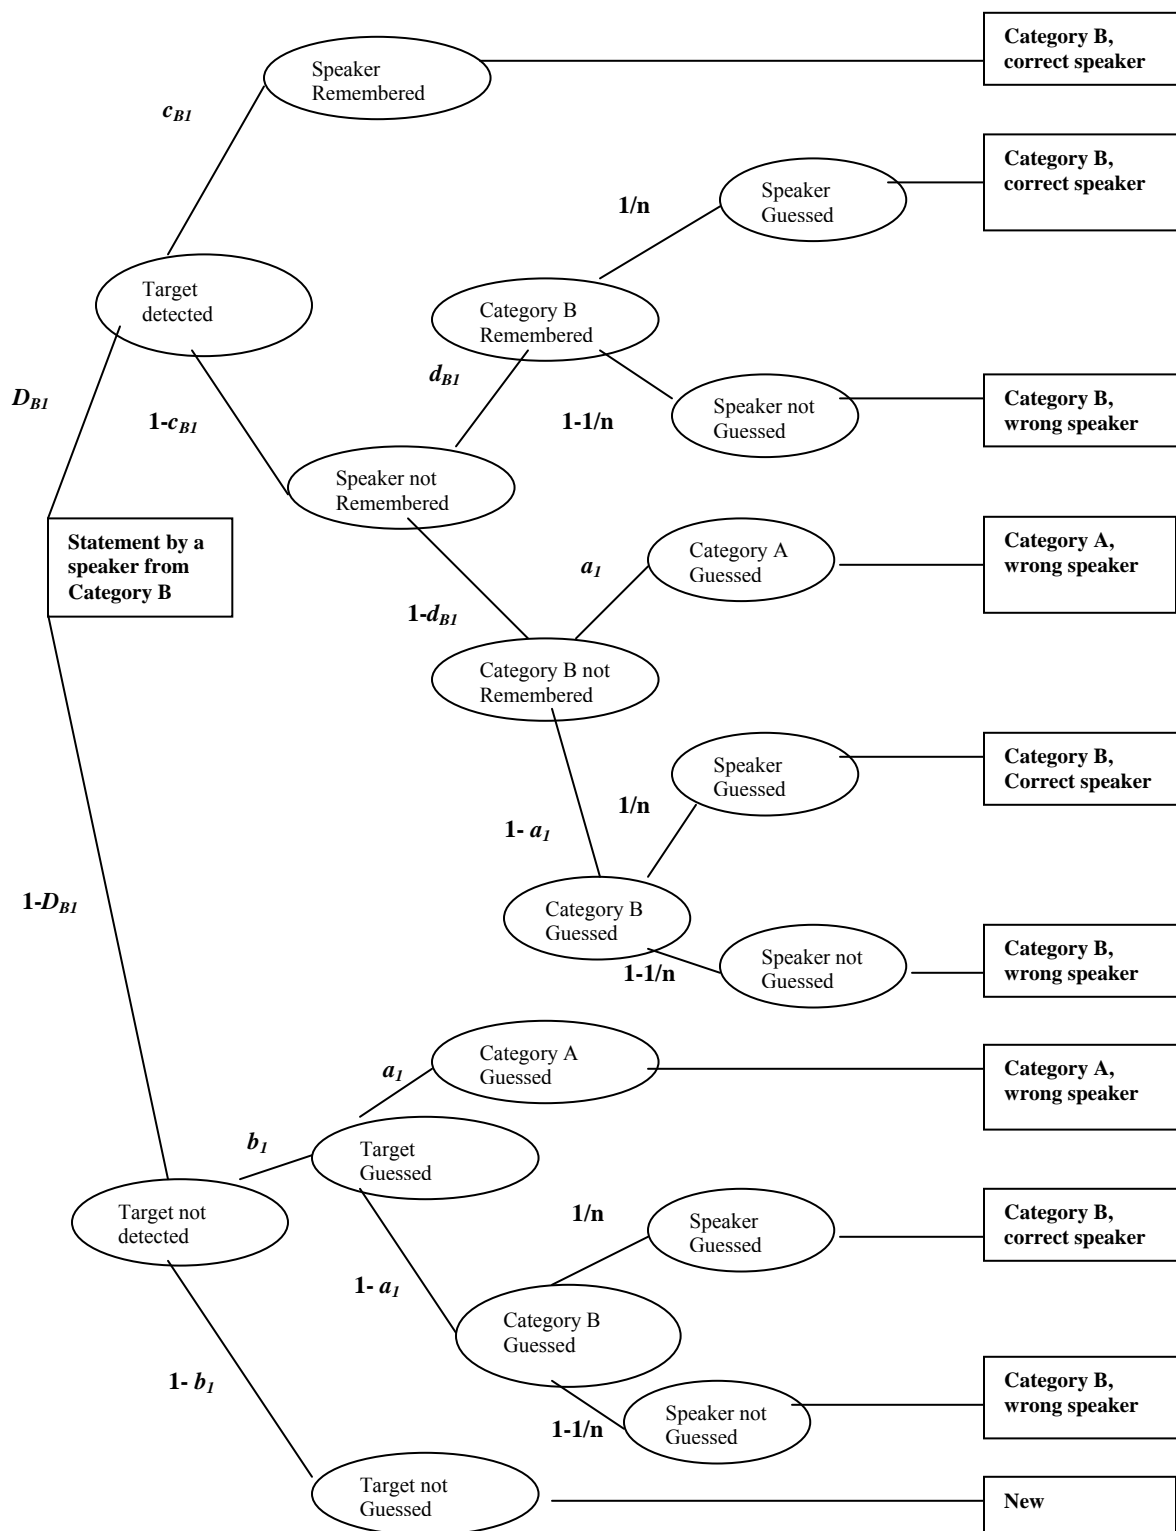 Category B,
correct speaker
Speaker
Remembered
c_B1
Category B,
correct speaker
Speaker
Guessed
1/n
Target
detected
Category B
Remembered
d_B1
D_B1
1-c_B1
1-1/n
Speaker not
Guessed
Category B,
wrong speaker
Speaker not
Remembered
Statement by a
speaker from
Category B
a_1
Category A
Guessed
Category A,
wrong speaker
1-d_B1
Category B not
Remembered
Speaker
Guessed
Category B,
Correct speaker
1/n
1- a_1
1-D_B1
Category B
Guessed
1-1/n
Speaker not
Guessed
Category B,
wrong speaker
Category A
Guessed
Category A,
wrong speaker
a_1
b_1
Target
Guessed
Target not
detected
1/n
Speaker
Guessed
Category B,
correct speaker
1- a_1
Category B
Guessed
1- b_1
1-1/n
Speaker not
Guessed
Category B,
wrong speaker
Target not
Guessed
New